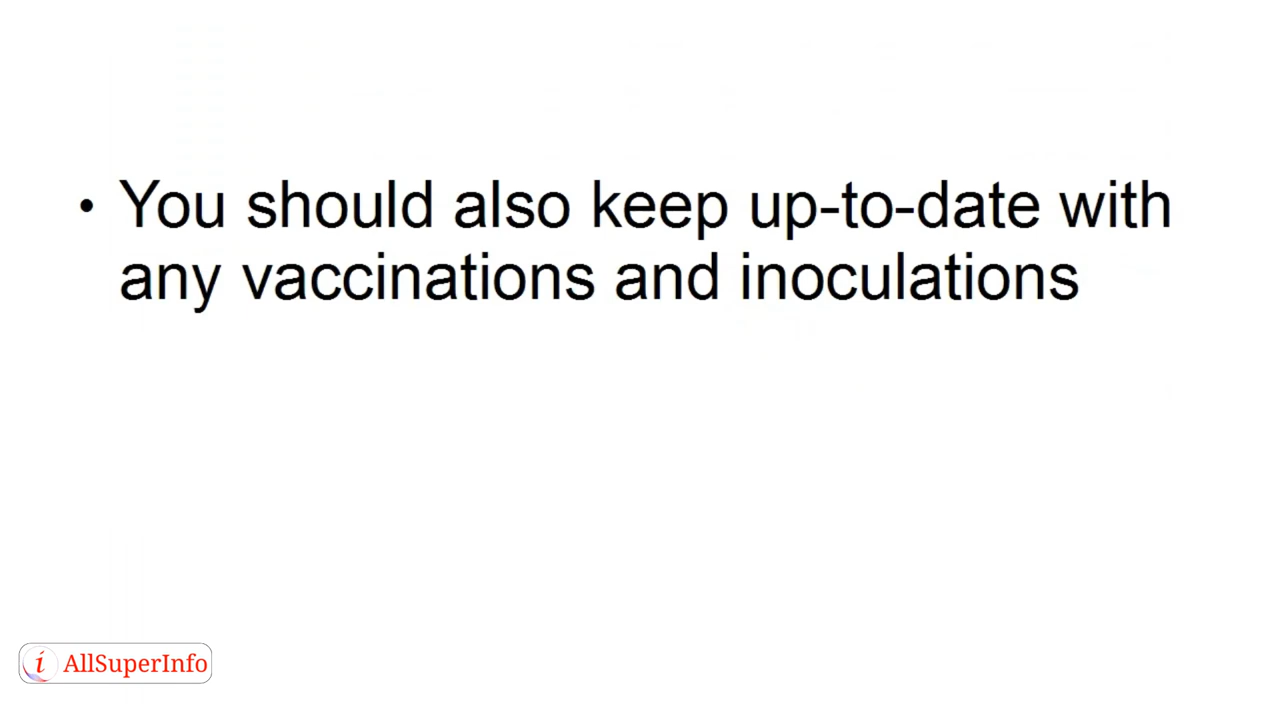 • You should also keep up-to-date with
any vaccinations and inoculations
i AllSuperInfo